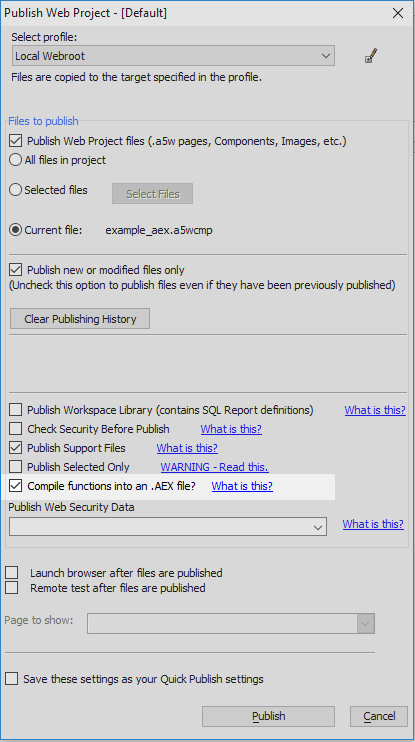 Publish Web Project - [Default]
Select profile:
Local Webroot
Files are copied to the target specified in the profile.
Files to publish
Publish Web Project files (.a5w pages, Components, Images, etc.)
All files in project
Selected files
Select Files
Current file: example_aex.a5wcmp
Publish new or modified files only
(Uncheck this option to publish files even if they have been previously published)
Clear Publishing History
Publish Workspace Library (contains SQL Report definitions) What is this?
Check Security Before Publish What is this?
Publish Support Files What is this?
Publish Selected Only WARNING - Read this.
Compile functions into an .AEX file? What is this?
Publish Web Security Data
What is this?
Launch browser after files are published
Remote test after files are published
Page to show:
Save these settings as your Quick Publish settings
Publish Cancel